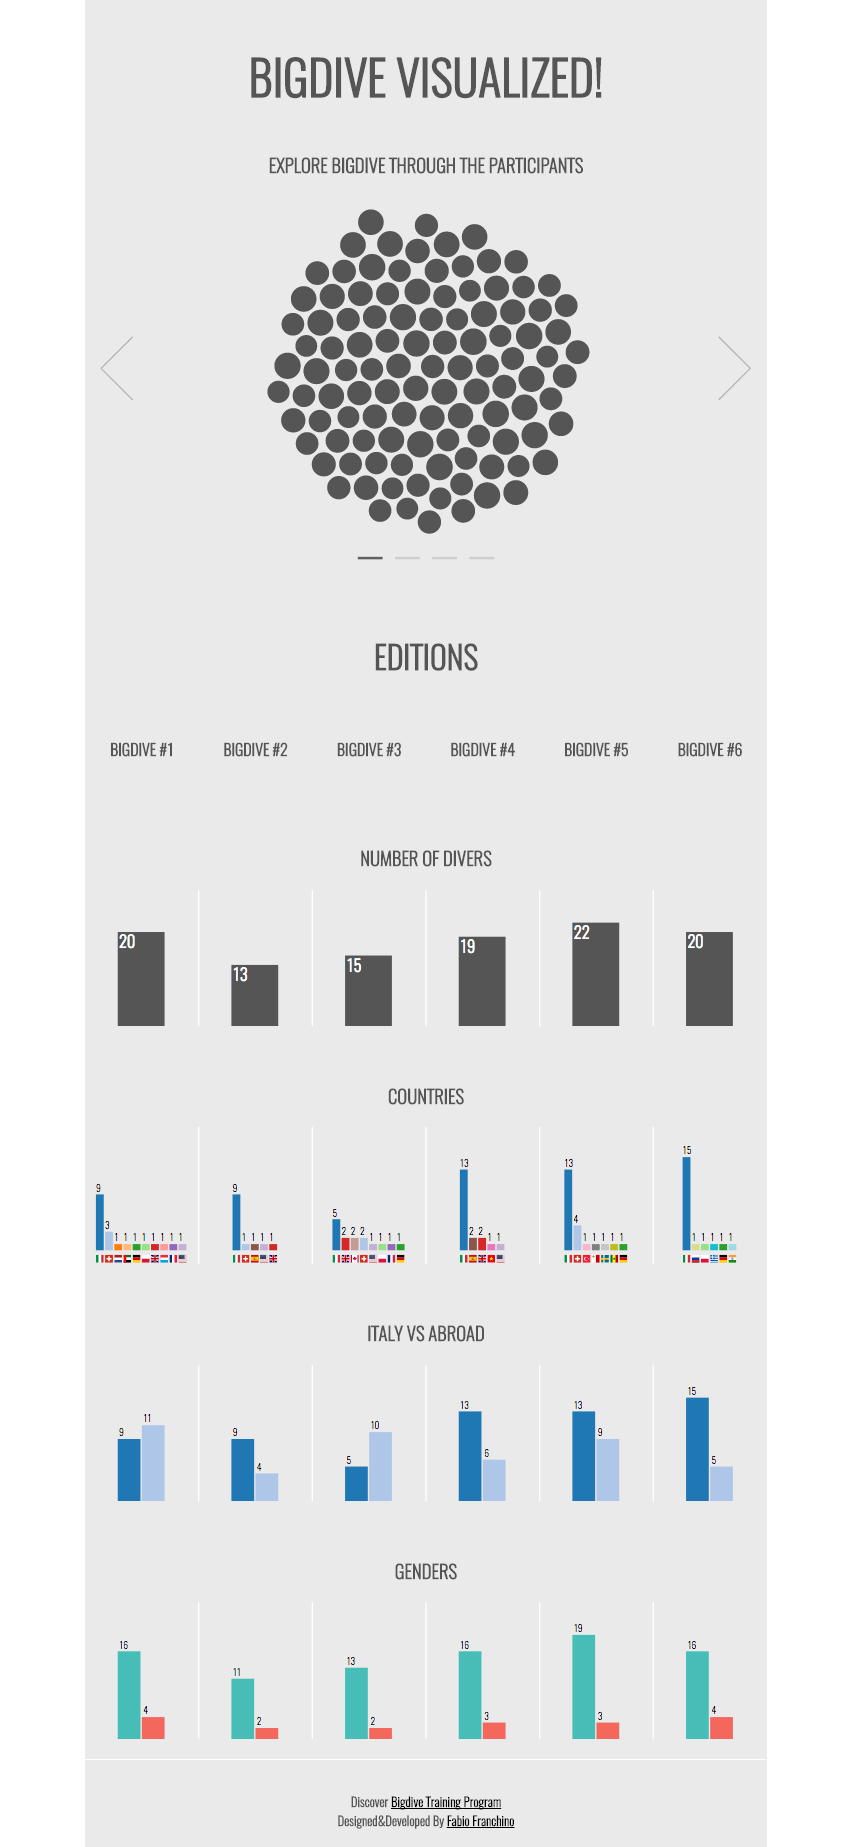 BIGDIVE VISUALIZED!
EXPLORE BIGDIVE THROUGH THE PARTICIPANTS
EDITIONS
BIGDIVE #1 BIGDIVE #2 BIGDIVE #3 BIGDIVE #4 BIGDIVE #5 BIGDIVE #6
NUMBER OF DIVERS
20 13 15 19 22 20
COUNTRIES
9 3 1 1 1 1 1 1 1 1 9 1 1 1 1 5 2 2 2 1 1 1 1 13 2 2 1 1 13 4 1 1 1 1 1 15 1 1 1 1 1
ITALY VS ABROAD
9 11 9 4 5 10 13 6 13 9 15 5
GENDERS
16 4 11 2 13 2 16 3 19 3 16 4
Discover Bigdive Training Program
Designed&Developed By Fabio Franchino